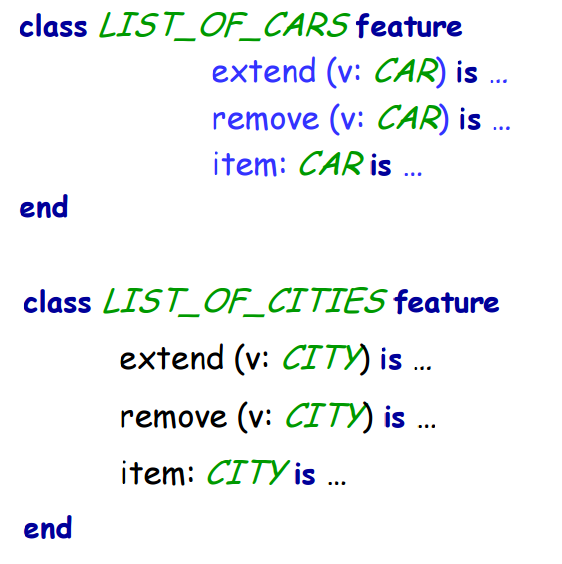 class LIST_OF_CARS feature
extend (v: CAR) is ...
remove (v: CAR) is ...
item: CAR is ...
end
class LIST_OF_CITIES feature
extend (v: CITY) is ...
remove (v: CITY) is ...
item: CITY is ...
end